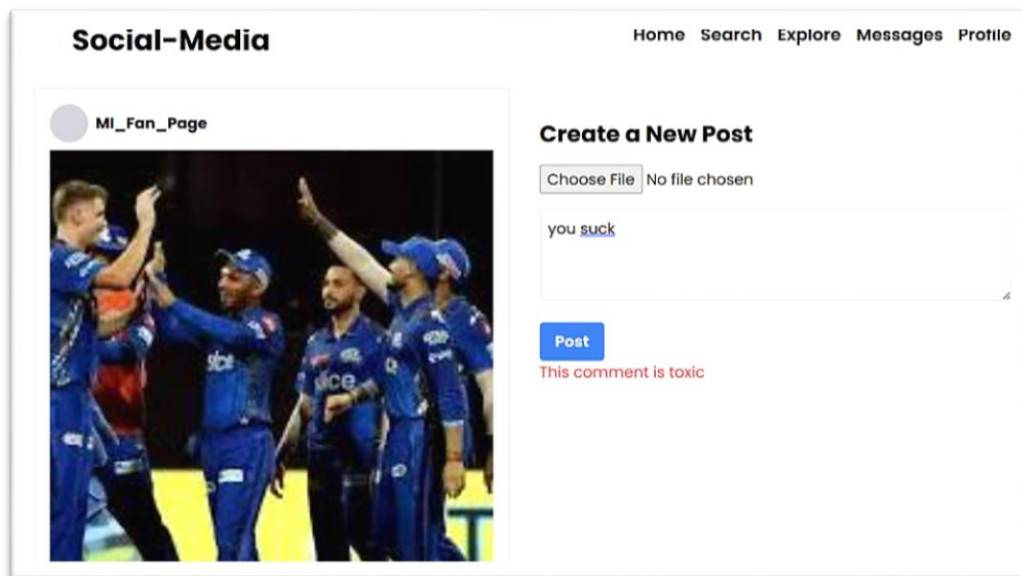 Social-Media
Home Search Explore Messages Profile
MI_Fan_Page
Create a New Post
Choose File No file chosen
you suck
Post
This comment is toxic
slice